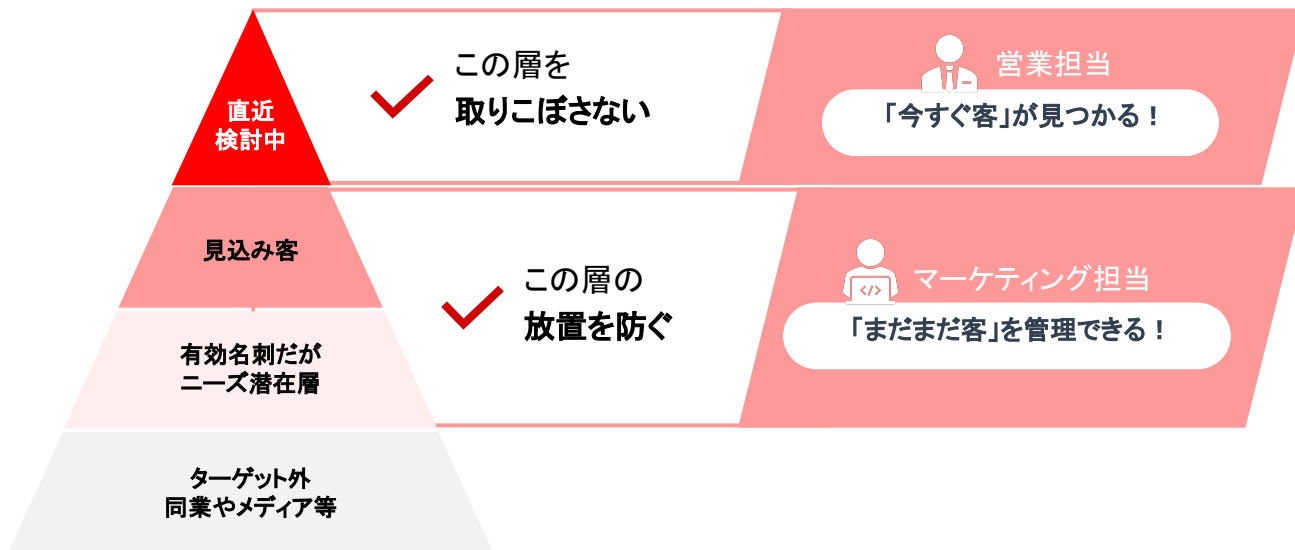 直近
検討中
この層を
取りこぼさない
営業担当
「今すぐ客」が見つかる！
見込み客
有効名刺だが
ニーズ潜在層
この層の
放置を防ぐ
マーケティング担当
</>
「まだまだ客」を管理できる！
ターゲット外
同業やメディア等